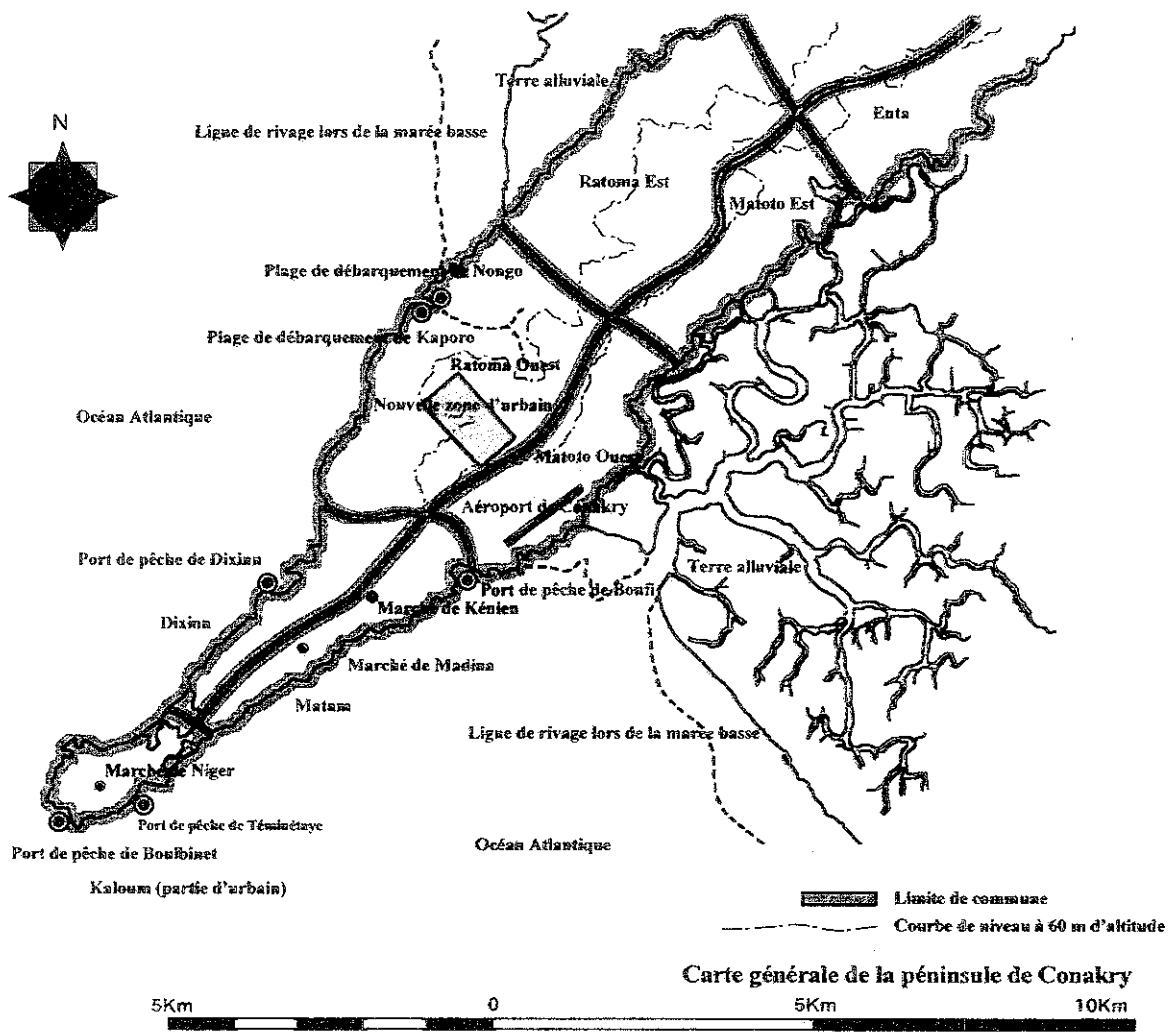 Terre alluviale
N
Ligne de rivage lors de la marée basse
Enta
Ratoma Est
Matoto Est
Plage de débarquement de Nongo
Plage de débarquement de Kaporo
Ratoma Ouest
Nouvelle zone d'urbain
Océan Atlantique
Matoto Ouest
Aéroport de Conakry
Port de pêche de Dixinn
Terre alluviale
Port de pêche de Boufi
Marché de Kénien
Dixinn
Marché de Madina
Matam
Ligne de rivage lors de la marée basse
Marché de Niger
Port de pêche de Téminétaye
Océan Atlantique
Port de pêche de Boulbinet
Kaloum (partie d'urbain)
Limite de commune
Courbe de niveau à 60 m d'altitude
Carte générale de la péninsule de Conakry
5Km 0 5Km 10Km